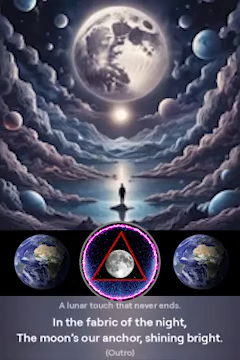 A lunar touch that never ends.
In the fabric of the night,
The moon's our anchor, shining bright.
(Outro)